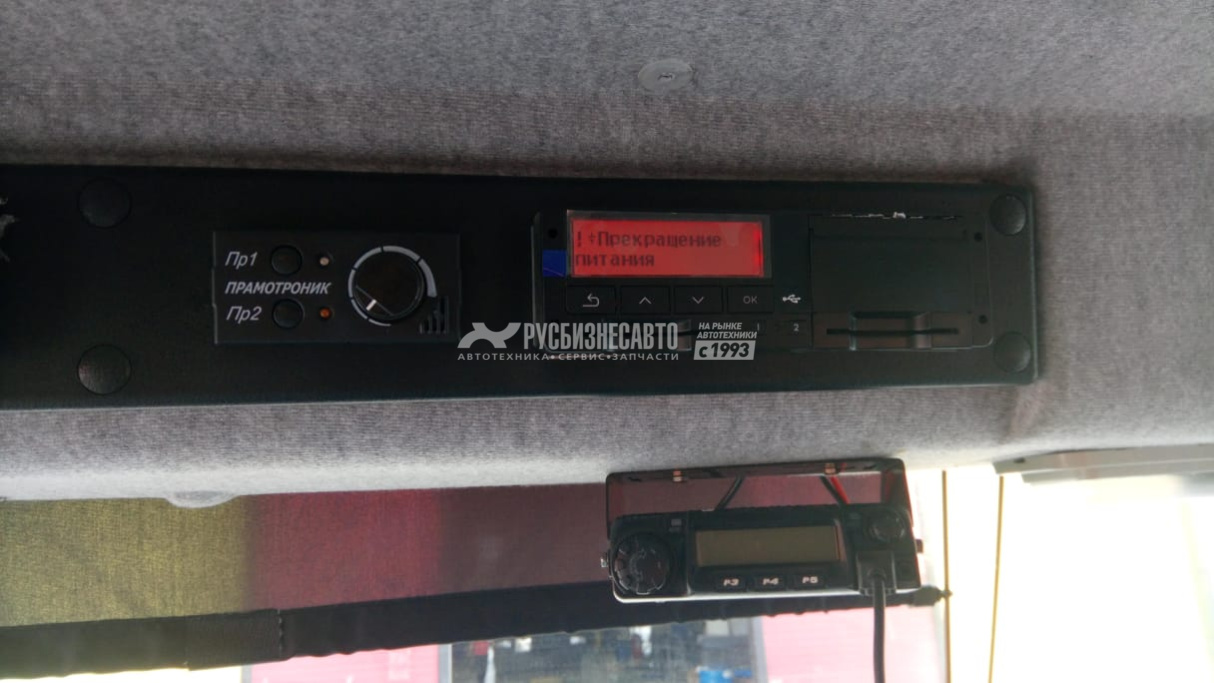 Пр1
ПРАМОТРОНИК
Пр2
!÷Прекращение
питания
OK
1
2
РУСБИЗНЕСАВТО
АВТОТЕХНИКА•СЕРВИС•ЗАПЧАСТИ
НА РЫНКЕ
АВТОТЕХНИКИ
с 1993
F3 F4 F5